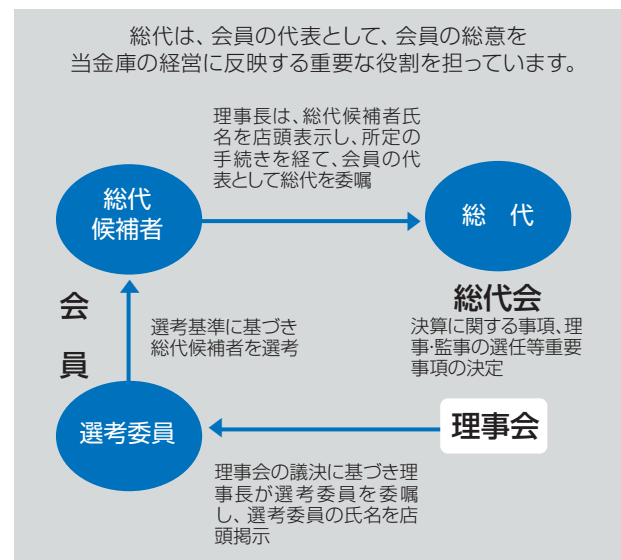 総代は、会員の代表として、会員の総意を
当金庫の経営に反映する重要な役割を担っています。
理事長は、総代候補者氏
名を店頭表示し、所定の
手続きを経て、会員の代
表として総代を委嘱
総代
候補者
総 代
総代会
決算に関する事項、理
事・監事の選任等重要
事項の決定
会
員
選考基準に基づき
総代候補者を選考
選考委員
理事会
理事会の議決に基づき理
事長が選考委員を委嘱
し、選考委員の氏名を店
頭掲示